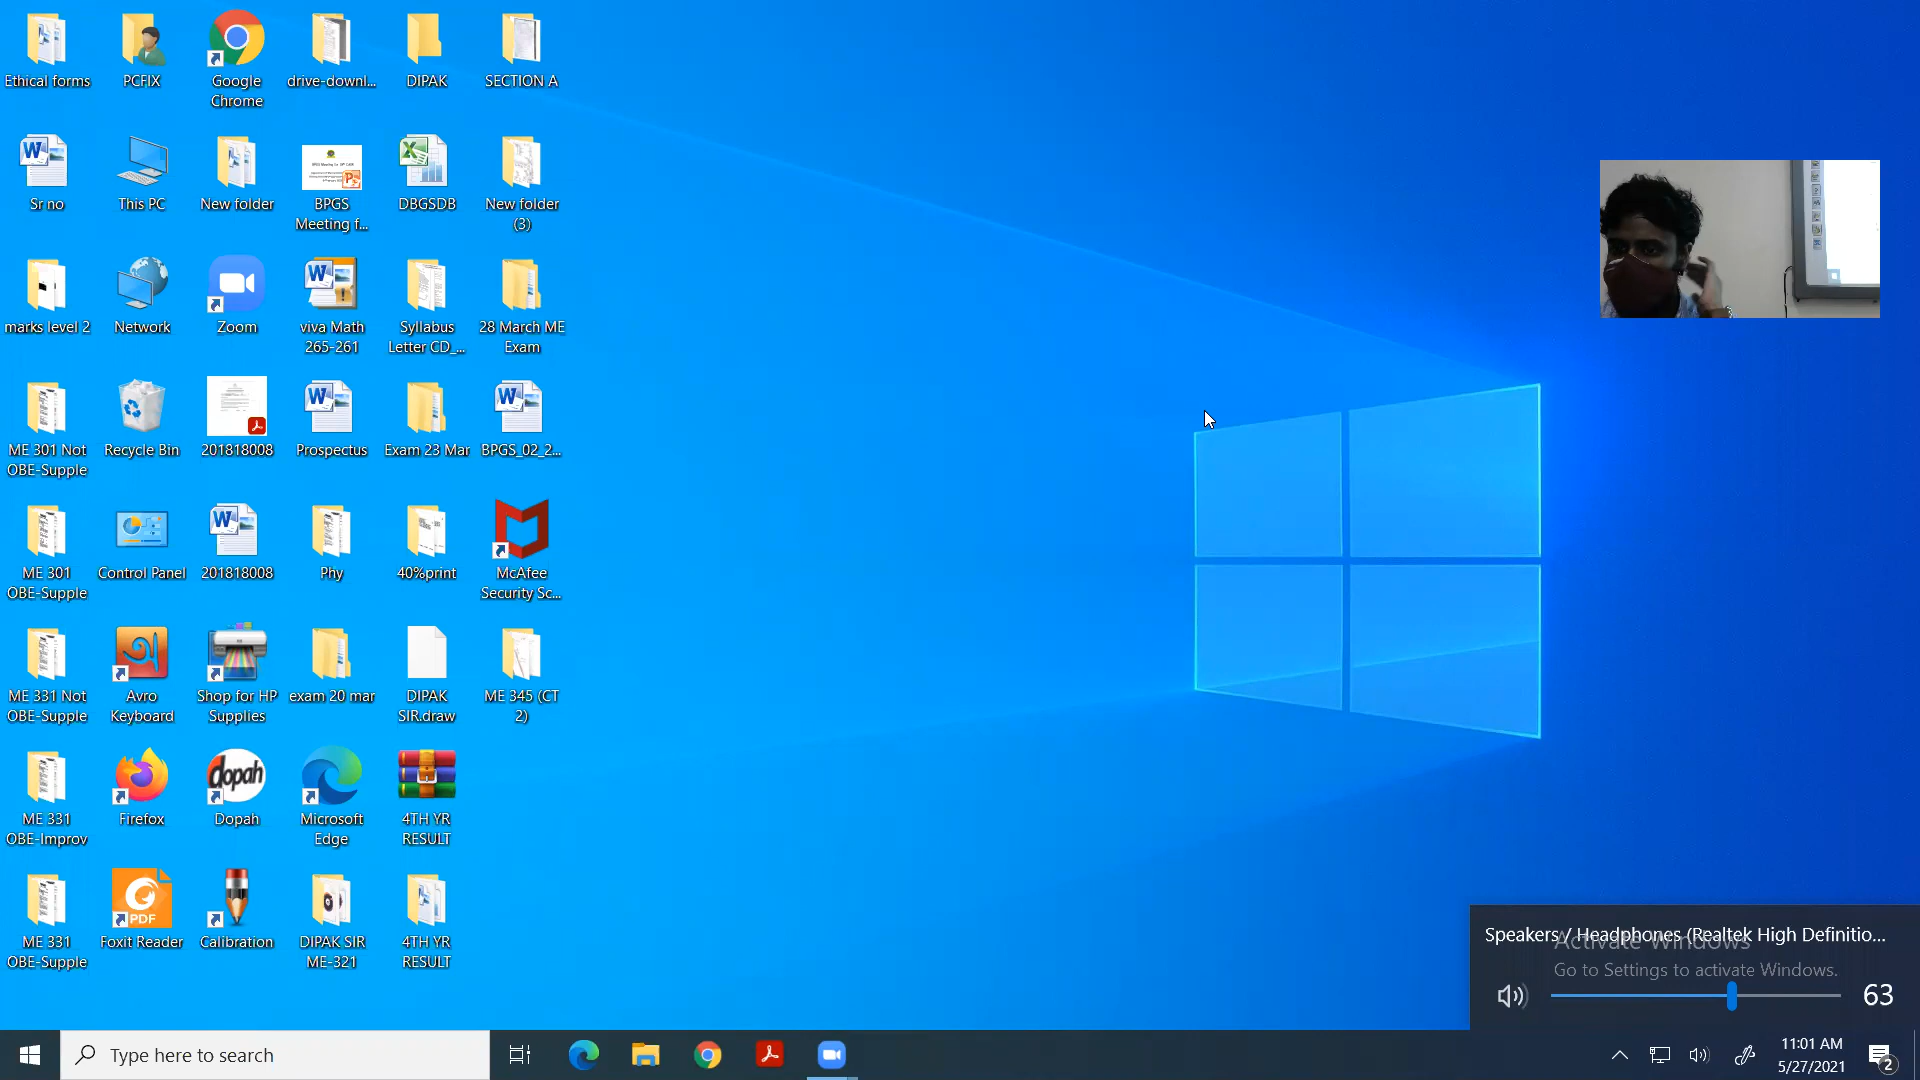 Ethical forms
PCFIX
Google
Chrome
drive-downl...
DIPAK
SECTION A
Sr no
This PC
New folder
BPGS
Meeting f...
DBGSDB
New folder
(3)
marks level 2
Network
Zoom
viva Math
265-261
Syllabus
Letter CD_...
28 March ME
Exam
ME 301 Not
OBE-Supple
Recycle Bin
201818008
Prospectus
Exam 23 Mar
BPGS_02_2...
ME 301
OBE-Supple
Control Panel
201818008
Phy
40%print
McAfee
Security Sc...
ME 331 Not
OBE-Supple
Avro
Keyboard
Shop for HP
Supplies
exam 20 mar
DIPAK
SIR.draw
ME 345 (CT
2)
ME 331
OBE-Improv
Firefox
dopah
Dopah
Microsoft
Edge
4TH YR
RESULT
ME 331
OBE-Supple
PDF
Foxit Reader
Calibration
DIPAK SIR
ME-321
4TH YR
RESULT
Speakers / Headphones (Realtek High Definitio...
Activate Windows
Go to Settings to activate Windows.
63
Type here to search
11:01 AM
5/27/2021
2